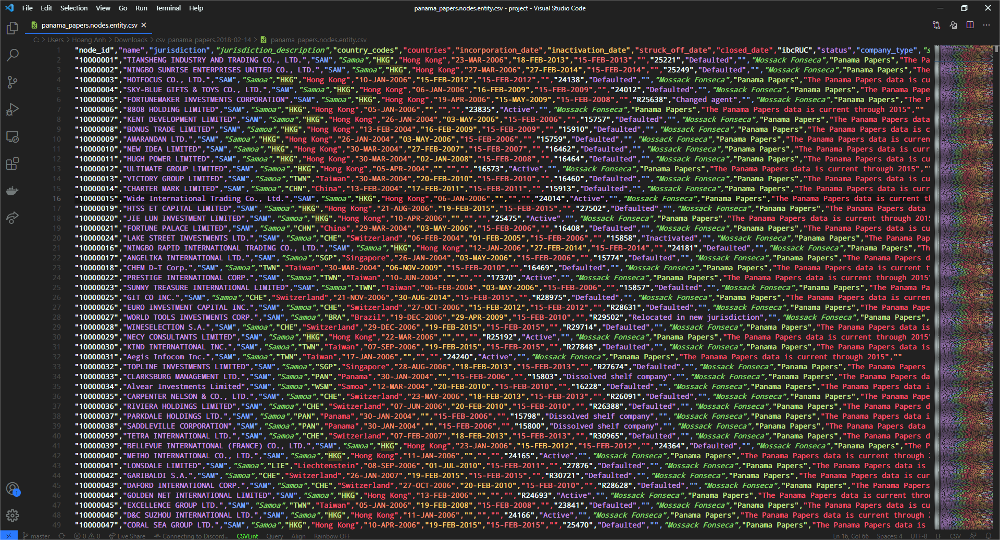 File Edit Selection View Go Run Terminal Help
panama_papers.nodes.entity.csv - project - Visual Studio Code
panama_papers.nodes.entity.csv
C: > Users > Hoang Anh > Downloads > csv_panama_papers.2018-02-14 > panama_papers.nodes.entity.csv
1 "node_id","name","jurisdiction","jurisdiction_description","country_codes","countries","incorporation_date","inactivation_date","struck_off_date","closed_date","ibcRUC","status","company_type","s
2 "10000001","TIANSHENG INDUSTRY AND TRADING CO., LTD.","SAM","Samoa","HKG","Hong Kong","23-MAR-2006","18-FEB-2013","15-FEB-2013","","25221","Defaulted","","Mossack Fonseca","Panama Papers","The Pa
3 "10000002","NINGBO SUNRISE ENTERPRISES UNITED CO., LTD.","SAM","Samoa","HKG","Hong Kong","27-MAR-2006","27-FEB-2014","15-FEB-2014","","25249","Defaulted","","Mossack Fonseca","Panama Papers","The
4 "10000003","HOTFOCUS CO., LTD.","SAM","Samoa","HKG","Hong Kong","10-JAN-2006","15-FEB-2012","15-FEB-2012","","24138","Defaulted","","Mossack Fonseca","Panama Papers","The Panama Papers data is cu
5 "10000004","SKY-BLUE GIFTS & TOYS CO., LTD.","SAM","Samoa","HKG","Hong Kong","06-JAN-2006","16-FEB-2009","15-FEB-2009","","24012","Defaulted","","Mossack Fonseca","Panama Papers","The Panama Pape
6 "10000005","FORTUNEMAKER INVESTMENTS CORPORATION","SAM","Samoa","HKG","Hong Kong","19-APR-2006","15-MAY-2009","15-FEB-2008","","R25638","Changed agent","","Mossack Fonseca","Panama Papers","The P
7 "10000006","8808 HOLDING LIMITED","SAM","Samoa","HKG","Hong Kong","05-JAN-2006","","","","23835","Active","","Mossack Fonseca","Panama Papers","The Panama Papers data is current through 2015",""
8 "10000007","KENT DEVELOPMENT LIMITED","SAM","Samoa","HKG","Hong Kong","26-JAN-2004","03-MAY-2006","15-FEB-2006","","15757","Defaulted","","Mossack Fonseca","Panama Papers","The Panama Papers data
9 "10000008","BONUS TRADE LIMITED","SAM","Samoa","HKG","Hong Kong","13-FEB-2004","16-FEB-2009","15-FEB-2009","","15910","Defaulted","","Mossack Fonseca","Panama Papers","The Panama Papers data is c
10 "10000009","AMARANDAN LTD.","SAM","Samoa","HKG","Hong Kong","26-JAN-2004","03-MAY-2006","15-FEB-2006","","15759","Defaulted","","Mossack Fonseca","Panama Papers","The Panama Papers data is curren
11 "10000010","NEW IDEA LIMITED","SAM","Samoa","HKG","Hong Kong","30-MAR-2004","27-FEB-2007","15-FEB-2007","","16462","Defaulted","","Mossack Fonseca","Panama Papers","The Panama Papers data is curr
12 "10000011","HUGH POWER LIMITED","SAM","Samoa","HKG","Hong Kong","30-MAR-2004","02-JAN-2008","15-FEB-2008","","16464","Defaulted","","Mossack Fonseca","Panama Papers","The Panama Papers data is cu
13 "10000012","ULTIMATE GROUP LIMITED","SAM","Samoa","HKG","Hong Kong","05-APR-2004","","","","16573","Active","","Mossack Fonseca","Panama Papers","The Panama Papers data is current through 2015",""
14 "10000013","VICTORY GROUP LIMITED","SAM","Samoa","TWN","Taiwan","30-MAR-2004","20-FEB-2010","15-FEB-2010","","16460","Defaulted","","Mossack Fonseca","Panama Papers","The Panama Papers data is c
15 "10000014","CHARTER MARK LIMITED","SAM","Samoa","CHN","China","13-FEB-2004","17-FEB-2011","15-FEB-2011","","15913","Defaulted","","Mossack Fonseca","Panama Papers","The Panama Papers data is curr
16 "10000015","Wide International Trading Co., Ltd.","SAM","Samoa","HKG","Hong Kong","06-JAN-2006","","","","24014","Active","","Mossack Fonseca","Panama Papers","The Panama Papers data is current th
17 "10000019","HTSS ET CAPITAL LIMITED","SAM","Samoa","HKG","Hong Kong","21-AUG-2006","19-FEB-2015","15-FEB-2015","","27502","Defaulted","","Mossack Fonseca","Panama Papers","The Panama Papers data
18 "10000020","JIE LUN INVESTMENT LIMITED","SAM","Samoa","HKG","Hong Kong","10-APR-2006","","","","25475","Active","","Mossack Fonseca","Panama Papers","The Panama Papers data is current through 2015
19 "10000021","FORTUNE PALACE LIMITED","SAM","Samoa","CHN","China","29-MAR-2004","03-MAY-2006","15-FEB-2006","","16408","Defaulted","","Mossack Fonseca","Panama Papers","The Panama Papers data is cu
20 "10000024","LAKE STREET INVESTMENTS LTD.","SAM","Samoa","CHE","Switzerland","06-FEB-2004","01-FEB-2005","15-FEB-2006","","15858","Inactivated","","Mossack Fonseca","Panama Papers","The Panama Pap
21 "10000016","NINGBO RAPID INTERNATIONAL TRADING CO., LTD.","SAM","Samoa","HKG","Hong Kong","12-JAN-2006","27-FEB-2014","15-FEB-2014","","24181","Defaulted","","Mossack Fonseca","Panama Papers","Th
22 "10000017","ANGELIKA INTERNATIONAL LTD.","SAM","Samoa","SGP","Singapore","26-JAN-2004","03-MAY-2006","15-FEB-2006","","15774","Defaulted","","Mossack Fonseca","Panama Papers","The Panama Papers d
23 "10000018","CHEM D-T Corp.","SAM","Samoa","TWN","Taiwan","30-MAR-2004","06-NOV-2009","15-FEB-2010","","16469","Defaulted","","Mossack Fonseca","Panama Papers","The Panama Papers data is current t
24 "10000022","PRESTIGE INTERNATIONAL CORP.","SAM","Samoa","TWN","Taiwan","10-JUN-2004","","","","17370","Active","","Mossack Fonseca","Panama Papers","The Panama Papers data is current through 2015"
25 "10000023","SUNNY TREASURE INTERNATIONAL LIMITED","SAM","Samoa","TWN","Taiwan","06-FEB-2004","03-MAY-2006","15-FEB-2006","","15857","Defaulted","","Mossack Fonseca","Panama Papers","The Panama Pa
26 "10000025","GIT CO INC.","SAM","Samoa","CHE","Switzerland","21-NOV-2006","30-AUG-2014","15-FEB-2015","","R28975","Defaulted","","Mossack Fonseca","Panama Papers","The Panama Papers data is curren
27 "10000026","EURO INVESTMENT CAPITAL INC.","SAM","Samoa","CHE","Switzerland","27-OCT-2006","15-FEB-2012","15-FEB-2012","","R28631","Defaulted","","Mossack Fonseca","Panama Papers","The Panama Pape
28 "10000027","WORLD TOOLS INVESTMENTS CORP.","SAM","Samoa","BRA","Brazil","19-DEC-2006","29-APR-2009","15-FEB-2010","","R29502","Relocated in new jurisdiction","","Mossack Fonseca","Panama Papers",
29 "10000028","WINESELECTION S.A.","SAM","Samoa","CHE","Switzerland","29-DEC-2006","19-FEB-2015","15-FEB-2015","","R29714","Defaulted","","Mossack Fonseca","Panama Papers","The Panama Papers data is
30 "10000029","NECY CONSULTANTS LIMITED","SAM","Samoa","HKG","Hong Kong","22-MAR-2006","","","","R25192","Active","","Mossack Fonseca","Panama Papers","The Panama Papers data is current through 2015"
31 "10000030","KIND INTERNATIONAL INC.","SAM","Samoa","TWN","Taiwan","07-SEP-2006","19-FEB-2015","15-FEB-2015","","R27848","Defaulted","","Mossack Fonseca","Panama Papers","The Panama Papers data is
32 "10000031","Aegis Infocom Inc.","SAM","Samoa","TWN","Taiwan","17-JAN-2006","","","","24240","Active","","Mossack Fonseca","Panama Papers","The Panama Papers data is current through 2015",""
33 "10000032","TOPLINE INVESTMENTS LIMITED","SAM","Samoa","SGP","Singapore","28-AUG-2006","18-FEB-2013","15-FEB-2013","","R27674","Defaulted","","Mossack Fonseca","Panama Papers","The Panama Papers
34 "10000033","CLARKSBURG MANAGEMENT LTD.","SAM","Samoa","PAN","Panama","30-JAN-2004","","15-FEB-2006","","15803","Dissolved shelf company","","Mossack Fonseca","Panama Papers","The Panama Papers da
35 "10000034","Alvear Investments Limited","SAM","Samoa","WSM","Samoa","12-MAR-2004","20-FEB-2010","15-FEB-2010","","16228","Defaulted","","Mossack Fonseca","Panama Papers","The Panama Papers data i
36 "10000035","CARPENTER NELSON & CO., LTD.","SAM","Samoa","CHE","Switzerland","23-MAY-2006","18-FEB-2013","15-FEB-2013","","R26091","Defaulted","","Mossack Fonseca","Panama Papers","The Panama Pape
37 "10000036","RIVIERA HOLDINGS LIMITED","SAM","Samoa","CHE","Switzerland","07-JUN-2006","20-FEB-2010","15-FEB-2010","","R26388","Defaulted","","Mossack Fonseca","Panama Papers","The Panama Papers d
38 "10000037","PARKDALE HOLDINGS LTD.","SAM","Samoa","PAN","Panama","30-JAN-2004","","15-FEB-2006","","15798","Dissolved shelf company","","Mossack Fonseca","Panama Papers","The Panama Papers data i
39 "10000038","SADDLEVILLE CORPORATION","SAM","Samoa","PAN","Panama","30-JAN-2004","","15-FEB-2006","","15800","Dissolved shelf company","","Mossack Fonseca","Panama Papers","The Panama Papers data
40 "10000059","TETRA INTERNATIONAL LTD.","SAM","Samoa","CHE","Switzerland","07-FEB-2007","18-FEB-2013","15-FEB-2013","","R30965","Defaulted","","Mossack Fonseca","Panama Papers","The Panama Papers d
41 "10000039","BELLEVUE INTERNATIONAL (FRANCE) CO., LTD.","SAM","Samoa","HKG","Hong Kong","23-JAN-2006","15-FEB-2012","15-FEB-2012","","24364","Defaulted","","Mossack Fonseca","Panama Papers","The P
42 "10000040","MEIHO INTERNATIONAL CO., LTD.","SAM","Samoa","HKG","Hong Kong","11-JAN-2006","","","","24165","Active","","Mossack Fonseca","Panama Papers","The Panama Papers data is current through
43 "10000041","LONSDALE LIMITED","SAM","Samoa","LIE","Liechtenstein","08-SEP-2006","01-JUL-2010","15-FEB-2011","","27876","Defaulted","","Mossack Fonseca","Panama Papers","The Panama Papers data is
44 "10000042","GARIBALDI S.A.","SAM","Samoa","CHE","Switzerland","26-JAN-2007","19-FEB-2015","15-FEB-2015","","R30721","Defaulted","","Mossack Fonseca","Panama Papers","The Panama Papers data is cur
45 "10000043","DAFORD INTERNATIONAL CORP.","SAM","Samoa","CHE","Switzerland","27-OCT-2006","20-FEB-2010","15-FEB-2010","","R28628","Defaulted","","Mossack Fonseca","Panama Papers","The Panama Papers
46 "10000044","GOLDEN NET INTERNATIONAL LIMITED","SAM","Samoa","HKG","Hong Kong","13-FEB-2006","","","","R24693","Active","","Mossack Fonseca","Panama Papers","The Panama Papers data is current throu
47 "10000045","EXCELLENCE GROUP LTD.","SAM","Samoa","TWN","Taiwan","05-JAN-2006","19-FEB-2008","15-FEB-2008","","23841","Defaulted","","Mossack Fonseca","Panama Papers","The Panama Papers data is cu
48 "10000046","D&C SUZHOU INTERNATIONAL LTD.","SAM","Samoa","HKG","Hong Kong","11-JAN-2006","","","","24166","Active","","Mossack Fonseca","Panama Papers","The Panama Papers data is current through
49 "10000047","CORAL SEA GROUP LTD.","SAM","Samoa","HKG","Hong Kong","10-APR-2006","19-FEB-2015","15-FEB-2015","","25470","Defaulted","","Mossack Fonseca","Panama Papers","The Panama Papers data is
1
master 0 0 Live Share Connecting to Discord... CSVLint Query Align Rainbow OFF Ln 16, Col 66 Spaces: 4 UTF-8 LF CSV